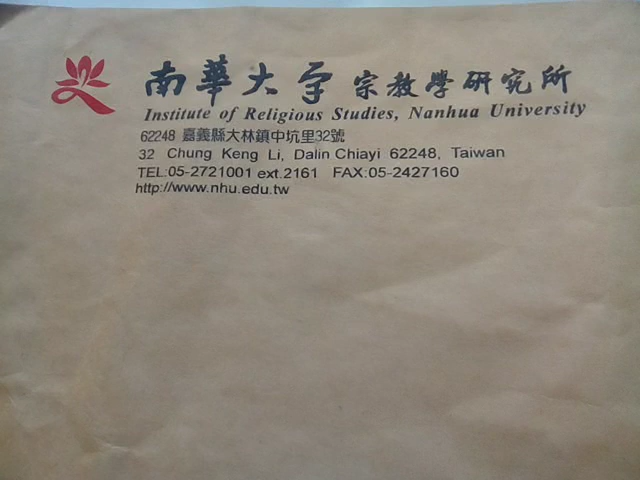 南華大学 宗教學研究所
Institute of Religious Studies, Nanhua University
62248 嘉義縣大林鎮中坑里32號
32 Chung Keng Li, Dalin Chiayi 62248, Taiwan
TEL:05-2721001 ext.2161 FAX:05-2427160
http://www.nhu.edu.tw